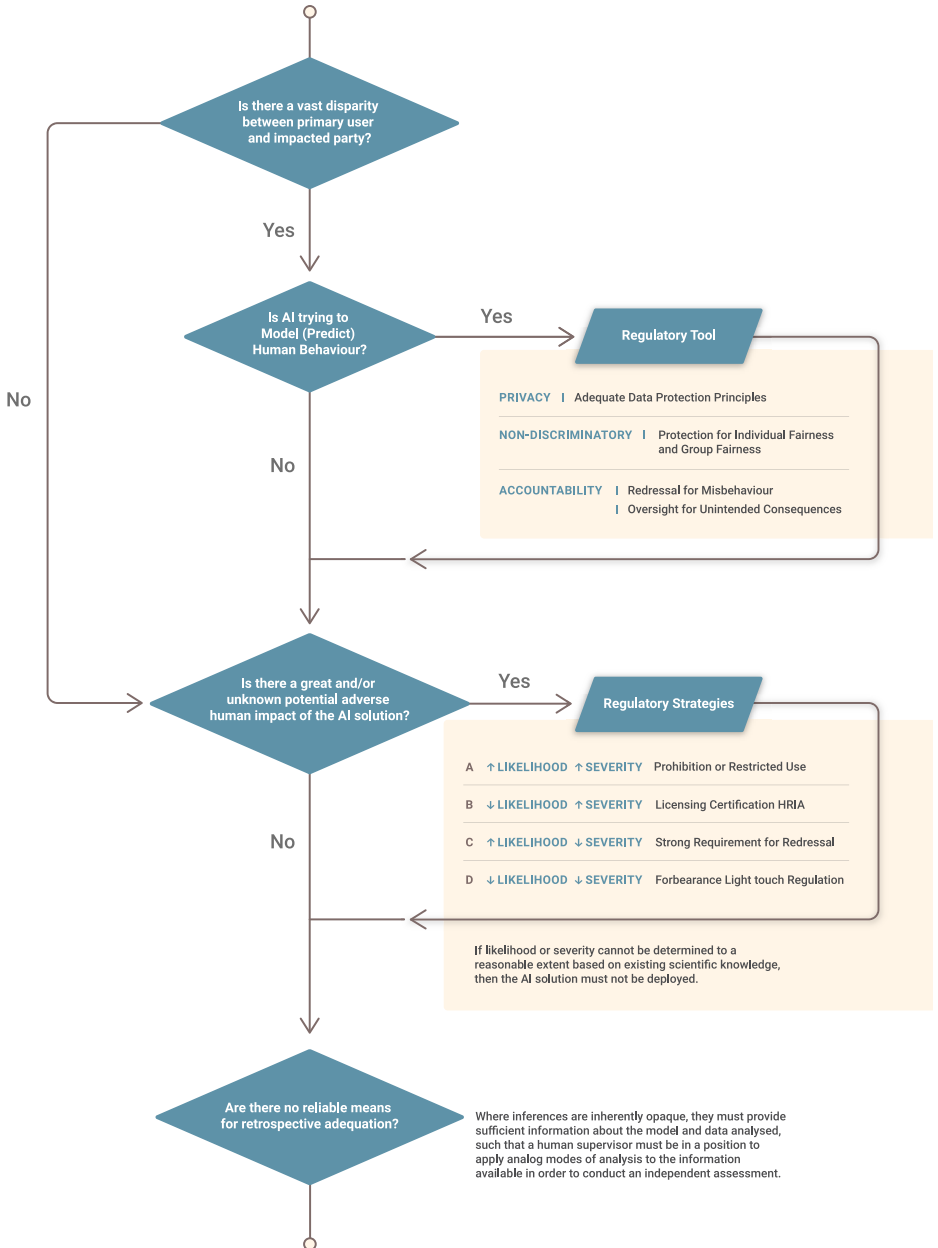 Is there a vast disparity
between primary user
and impacted party?
Yes
Is AI trying to
Model (Predict)
Human Behaviour?
Yes
Regulatory Tool
No
PRIVACY | Adequate Data Protection Principles
NON-DISCRIMINATORY | Protection for Individual Fairness
and Group Fairness
No
ACCOUNTABILITY | Redressal for Misbehaviour
| Oversight for Unintended Consequences
Is there a great and/or
unknown potential adverse
human impact of the AI solution?
Yes
Regulatory Strategies
A ↑ LIKELIHOOD ↑ SEVERITY Prohibition or Restricted Use
B ↓ LIKELIHOOD ↑ SEVERITY Licensing Certification HRIA
No
C ↑ LIKELIHOOD ↓ SEVERITY Strong Requirement for Redressal
D ↓ LIKELIHOOD ↓ SEVERITY Forbearance Light touch Regulation
If likelihood or severity cannot be determined to a
reasonable extent based on existing scientific knowledge,
then the AI solution must not be deployed.
Are there no reliable means
for retrospective adequation?
Where inferences are inherently opaque, they must provide
sufficient information about the model and data analysed,
such that a human supervisor must be in a position to
apply analog modes of analysis to the information
available in order to conduct an independent assessment.